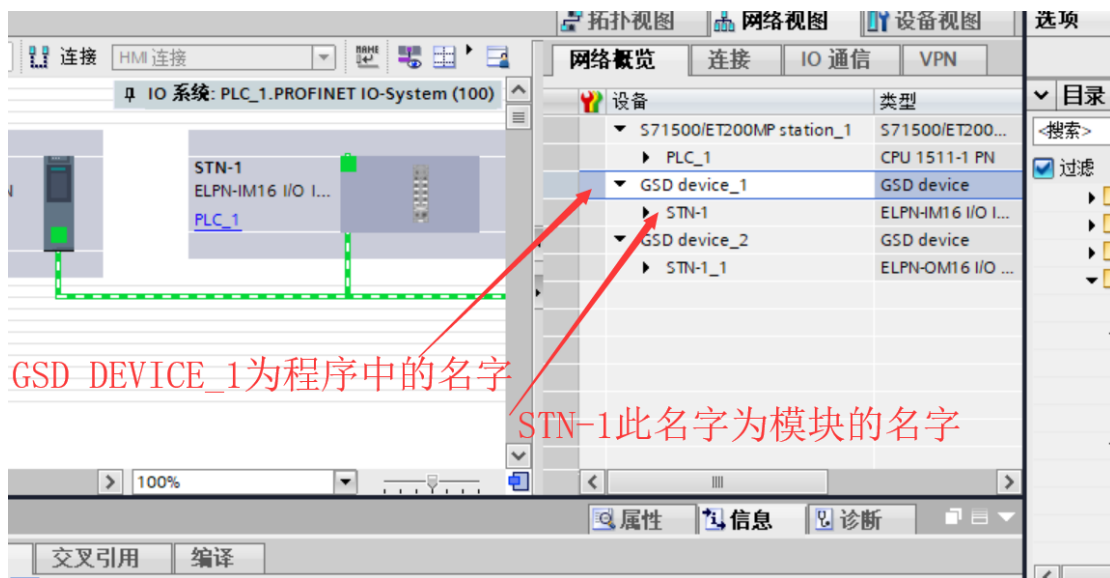 拓扑视图 网络视图 设备视图 选项
连接 HMI 连接
网络概览 连接 IO 通信 VPN
IO 系统: PLC_1.PROFINET IO-System (100)
设备 类型
目录
S71500/ET200MP station_1 S71500/ET200...
<搜索>
PLC_1 CPU 1511-1 PN
过滤
STN-1
ELPN-IM16 I/O I...
PLC_1
GSD device_1 GSD device
STN-1 ELPN-IM16 I/O I...
GSD device_2 GSD device
STN-1_1 ELPN-OM16 I/O ...
GSD DEVICE_1为程序中的名字
STN-1此名字为模块的名字
100%
属性 信息 诊断
交叉引用 编译